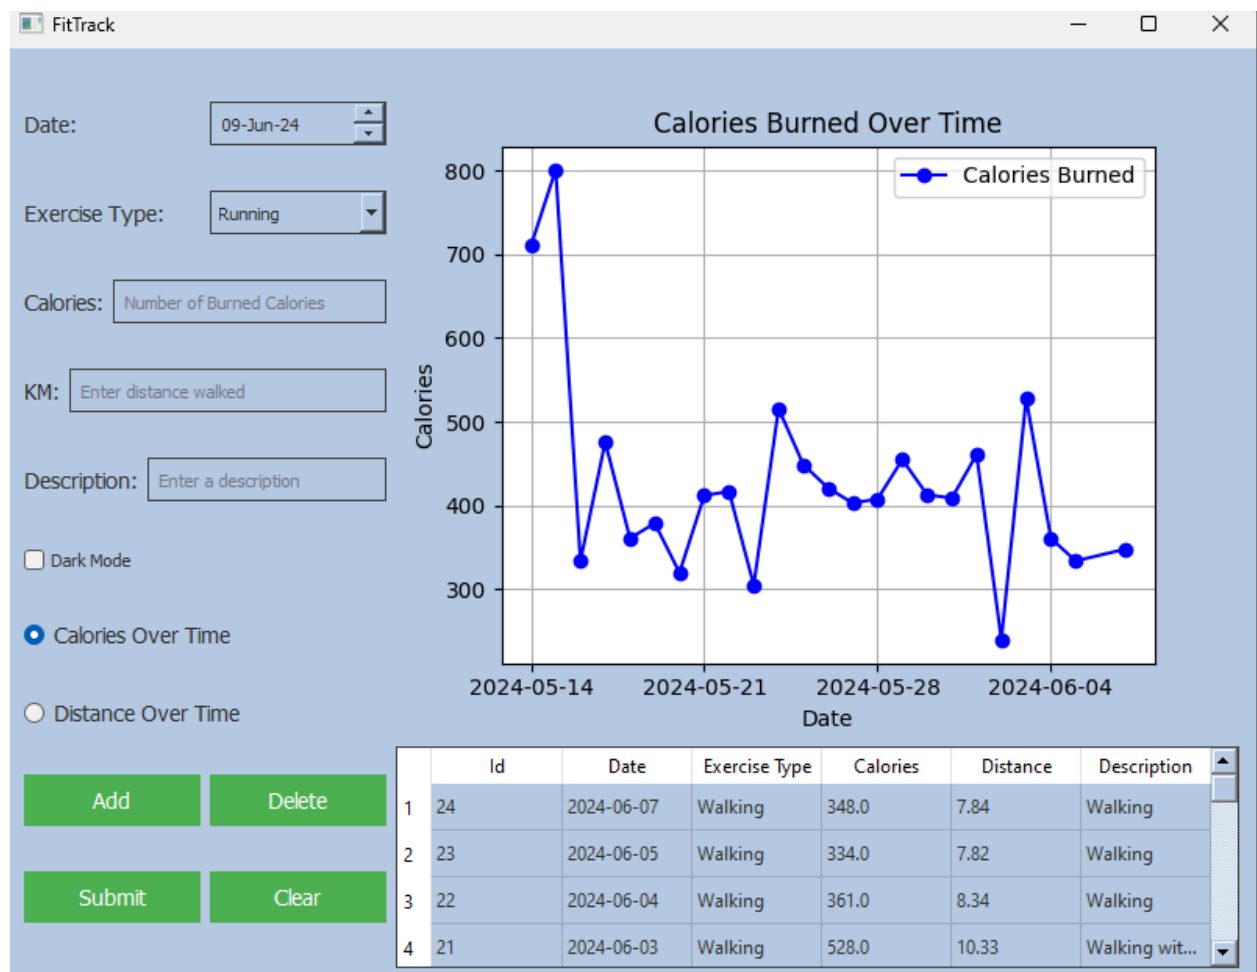 FitTrack
Date:
09-Jun-24
Exercise Type:
Running
Calories:
Number of Burned Calories
KM:
Enter distance walked
Description:
Enter a description
Dark Mode
Calories Over Time
Distance Over Time
Add
Delete
Submit
Clear
Calories Burned Over Time
Calories Burned
Calories
800
700
600
500
400
300
2024-05-14 2024-05-21 2024-05-28 2024-06-04
Date
Id Date Exercise Type Calories Distance Description
1 24 2024-06-07 Walking 348.0 7.84 Walking
2 23 2024-06-05 Walking 334.0 7.82 Walking
3 22 2024-06-04 Walking 361.0 8.34 Walking
4 21 2024-06-03 Walking 528.0 10.33 Walking wit...